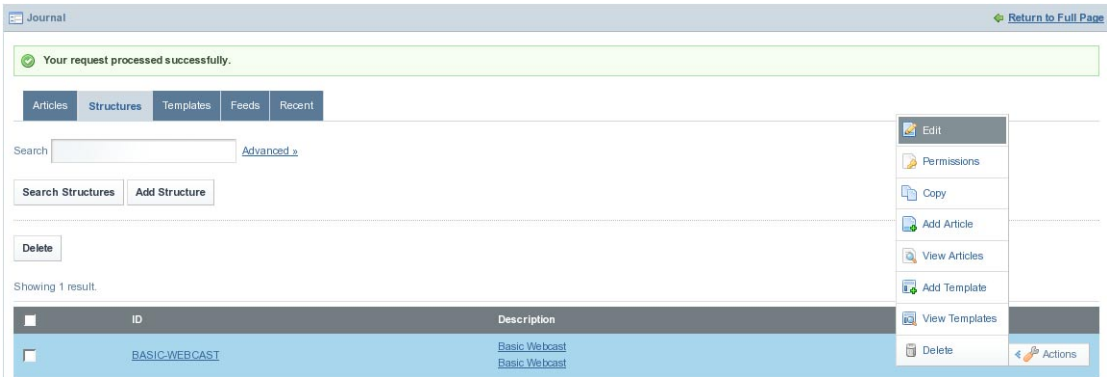 Journal
Return to Full Page
Your request processed successfully.
Articles Structures Templates Feeds Recent
Search Advanced »
Search Structures Add Structure
Delete
Showing 1 result.
ID Description
BASIC-WEBCAST Basic Webcast
Basic Webcast
Actions
Edit
Permissions
Copy
Add Article
View Articles
Add Template
View Templates
Delete